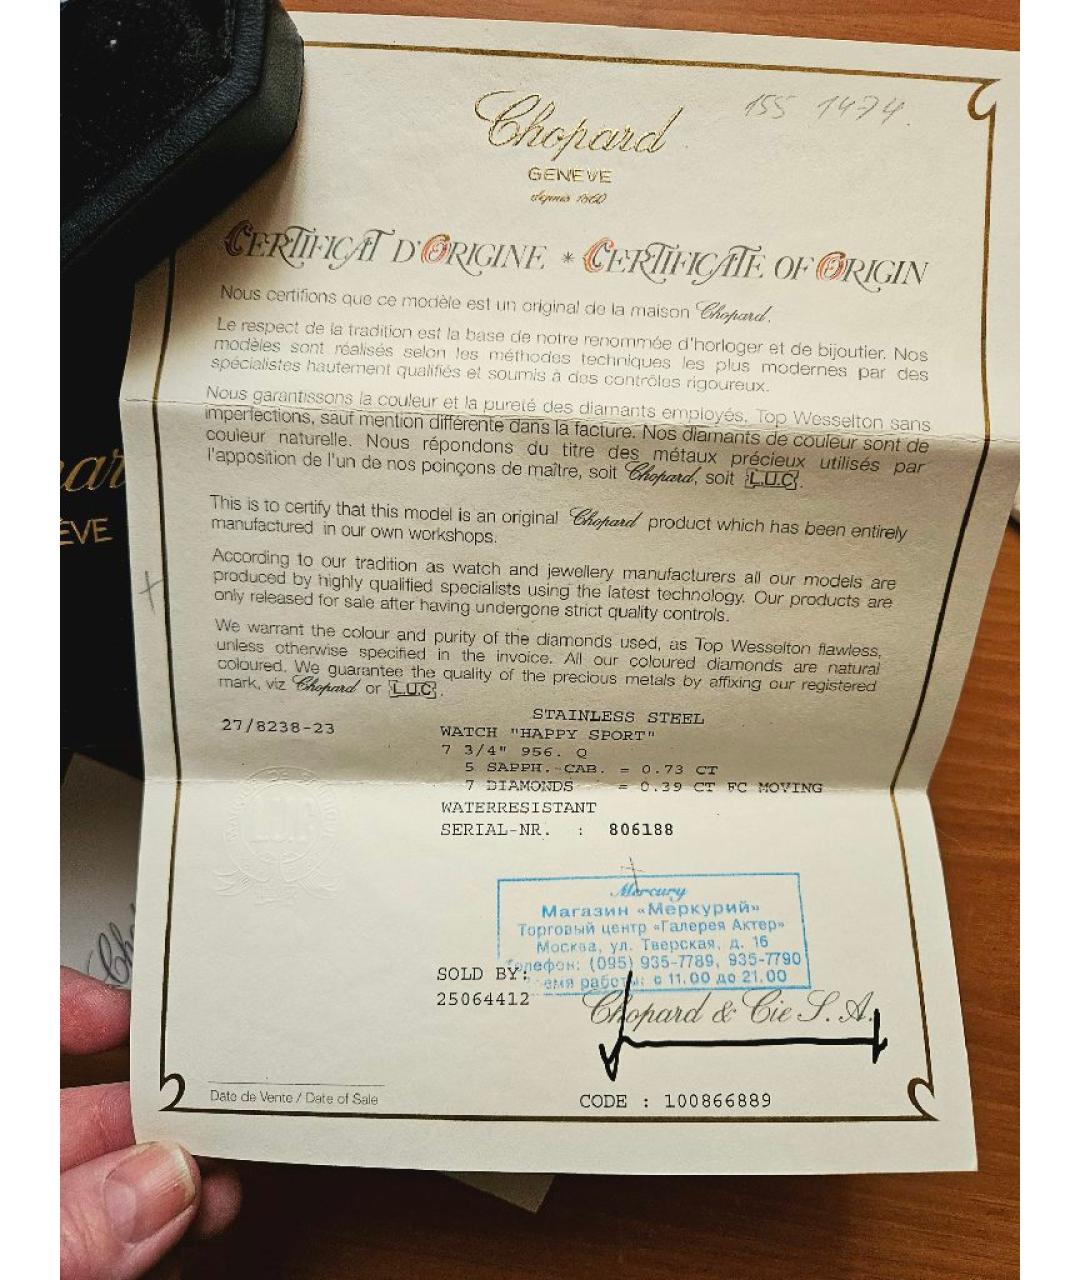 155 1474.
Chopard
GENEVE
depuis 1860
CERTIFICAT D'ORIGINE * CERTIFICATE OF ORIGIN
Nous certifions que ce modèle est un original de la maison Chopard.
Le respect de la tradition est la base de notre renommée d'horloger et de bijoutier. Nos
modèles sont réalisés selon les méthodes techniques les plus modernes par des
spécialistes hautement qualifiés et soumis à des contrôles rigoureux.
Nous garantissons la couleur et la pureté des diamants employés, Top Wesselton sans
imperfections, sauf mention différente dans la facture. Nos diamants de couleur sont de
couleur naturelle. Nous répondons du titre des métaux précieux utilisés par
l'apposition de l'un de nos poinçons de maître, soit Chopard, soit L.U.C.
ar
ÈVE
This is to certify that this model is an original Chopard product which has been entirely
manufactured in our own workshops.
According to our tradition as watch and jewellery manufacturers all our models are
produced by highly qualified specialists using the latest technology. Our products are
only released for sale after having undergone strict quality controls.
We warrant the colour and purity of the diamonds used, as Top Wesselton flawless,
unless otherwise specified in the invoice. All our coloured diamonds are natural
coloured. We guarantee the quality of the precious metals by affixing our registered
mark, viz Chopard or L.U.C.
STAINLESS STEEL
27/8238-23 WATCH "HAPPY SPORT"
7 3/4" 956. Q
5 SAPPH.-CAB. = 0.73 CT
7 DIAMONDS = 0.39 CT FC MOVING
WATERRESISTANT
SERIAL-NR. : 806188
L.U.C
Mercury
Магазин «Меркурий»
Торговый центр «Галерея Актер»
Москва, ул. Тверская, д. 16
Телефон: (095) 935-7789, 935-7790
емя работы: с 11.00 до 21.00
SOLD BY:
25064412
Chopard & Cie S.A.
Date de Vente / Date of Sale
CODE : 100866889
Cho